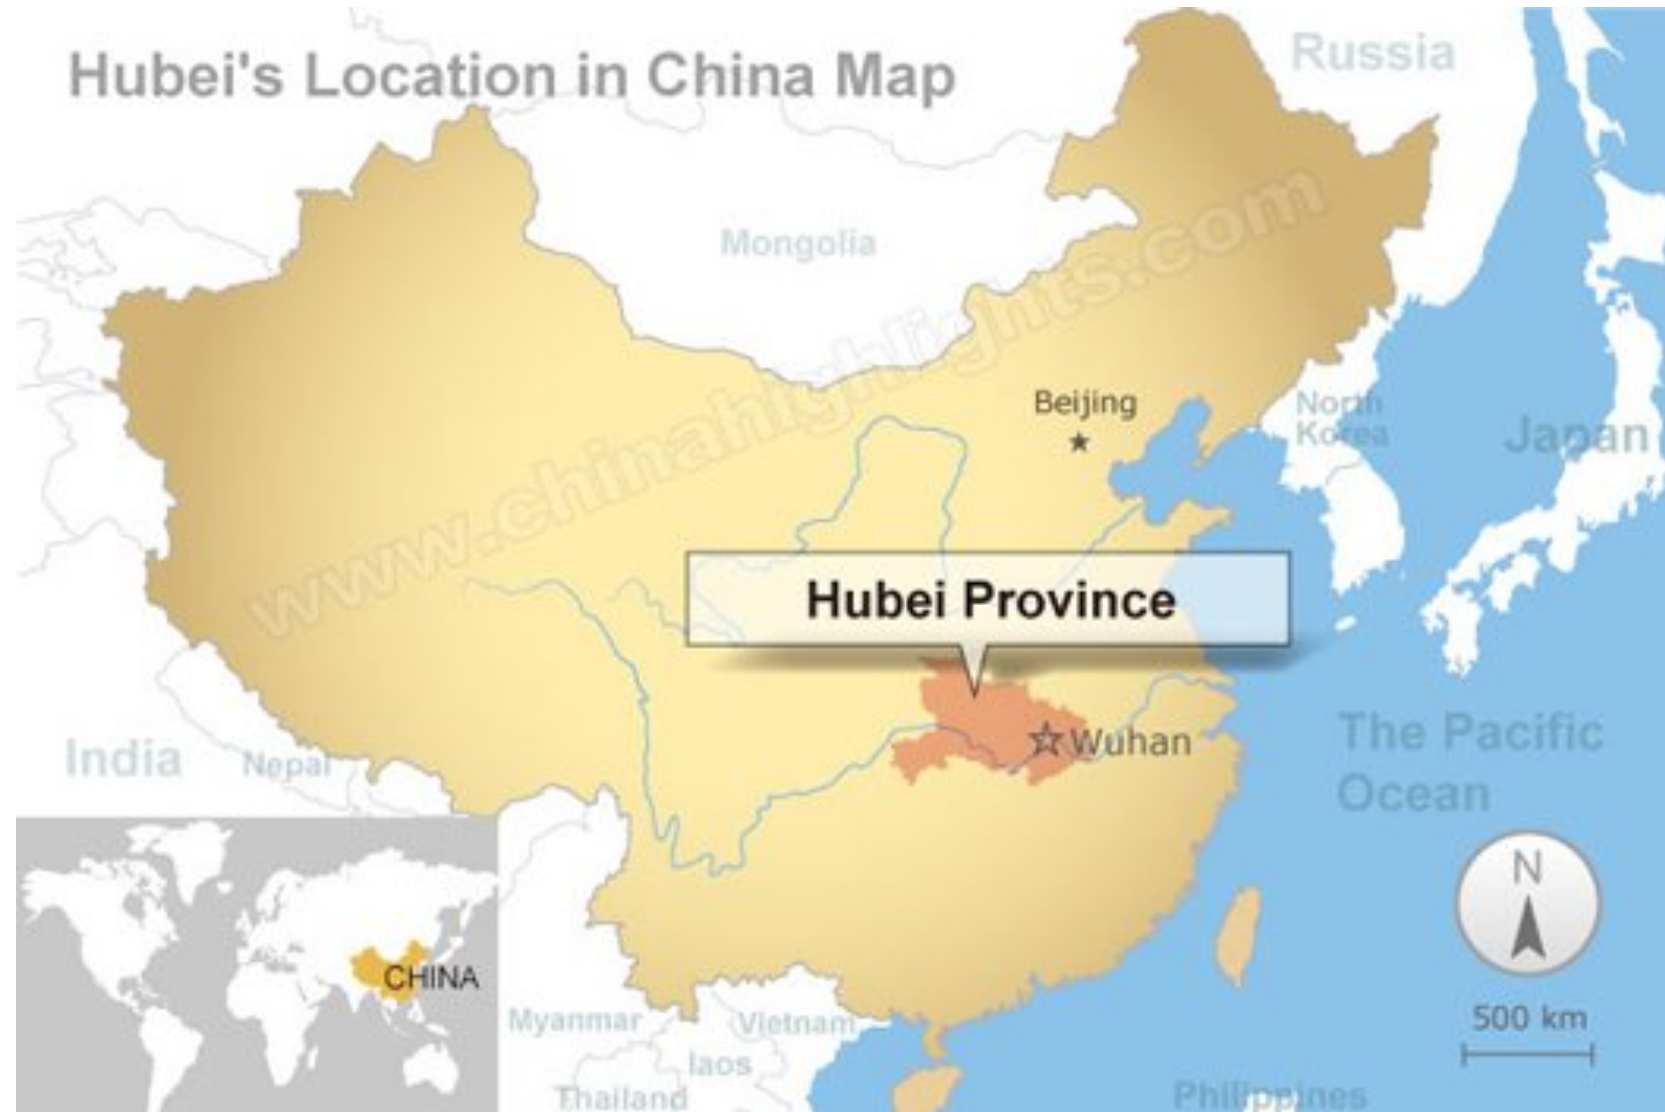 Hubei's Location in China Map
Russia
Mongolia
www.chinahighlights.com
Beijing
North
Korea
Japan
Hubei Province
Wuhan
India
Nepal
The Pacific
Ocean
CHINA
N
500 km
Myanmar
Vietnam
laos
Thailand
Philippines